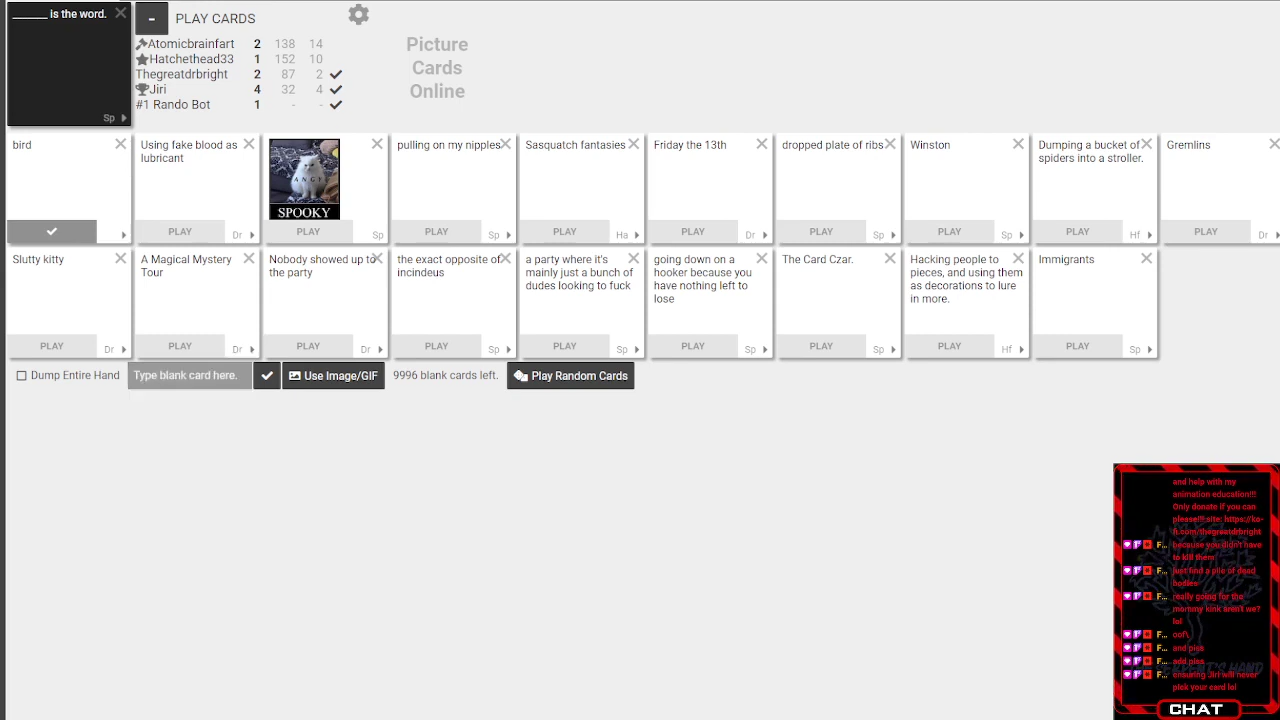 ______ is the word.
Sp
-
PLAY CARDS
Atomicbrainfart 2 138 14
Hatchethead33 1 152 10
Thegreatdrbright 2 87 2
Jiri 4 32 4
#1 Rando Bot 1 - -
Picture
Cards
Online
bird
Using fake blood as
lubricant
PLAY
Dr
ANGY
SPOOKY
PLAY
Sp
pulling on my nipples
PLAY
Sp
Sasquatch fantasies
PLAY
Ha
Friday the 13th
PLAY
Dr
dropped plate of ribs
PLAY
Sp
Winston
PLAY
Sp
Dumping a bucket of
spiders into a stroller.
PLAY
Hf
Gremlins
PLAY
Dr
Slutty kitty
PLAY
Dr
A Magical Mystery
Tour
PLAY
Dr
Nobody showed up to
the party
PLAY
Dr
the exact opposite of
incindeus
PLAY
Sp
a party where it's
mainly just a bunch of
dudes looking to fuck
PLAY
Sp
going down on a
hooker because you
have nothing left to
lose
PLAY
Sp
The Card Czar.
PLAY
Sp
Hacking people to
pieces, and using them
as decorations to lure
in more.
PLAY
Hf
Immigrants
PLAY
Sp
Dump Entire Hand
Type blank card here.
Use Image/GIF
9996 blank cards left.
Play Random Cards
and help with my
animation education!!!
Only donate if you can
please!!! site: https://ko-
fi.com/thegreatdrbright
F... because you didn't have
to kill them
F... just find a pile of dead
bodies
F... really going for the
mommy kink aren't we?
lol
F... oof\
F... and piss
F... add piss
F... ensuring Jiri will never
pick your card lol
SERPENT'S HAND
CHAT